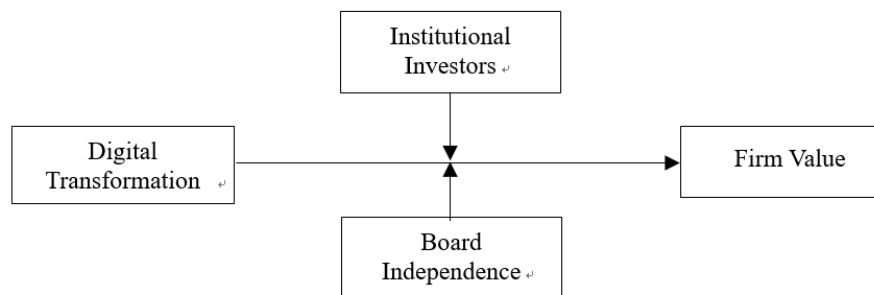 Institutional
Investors
Digital
Transformation
Firm Value
Board
Independence